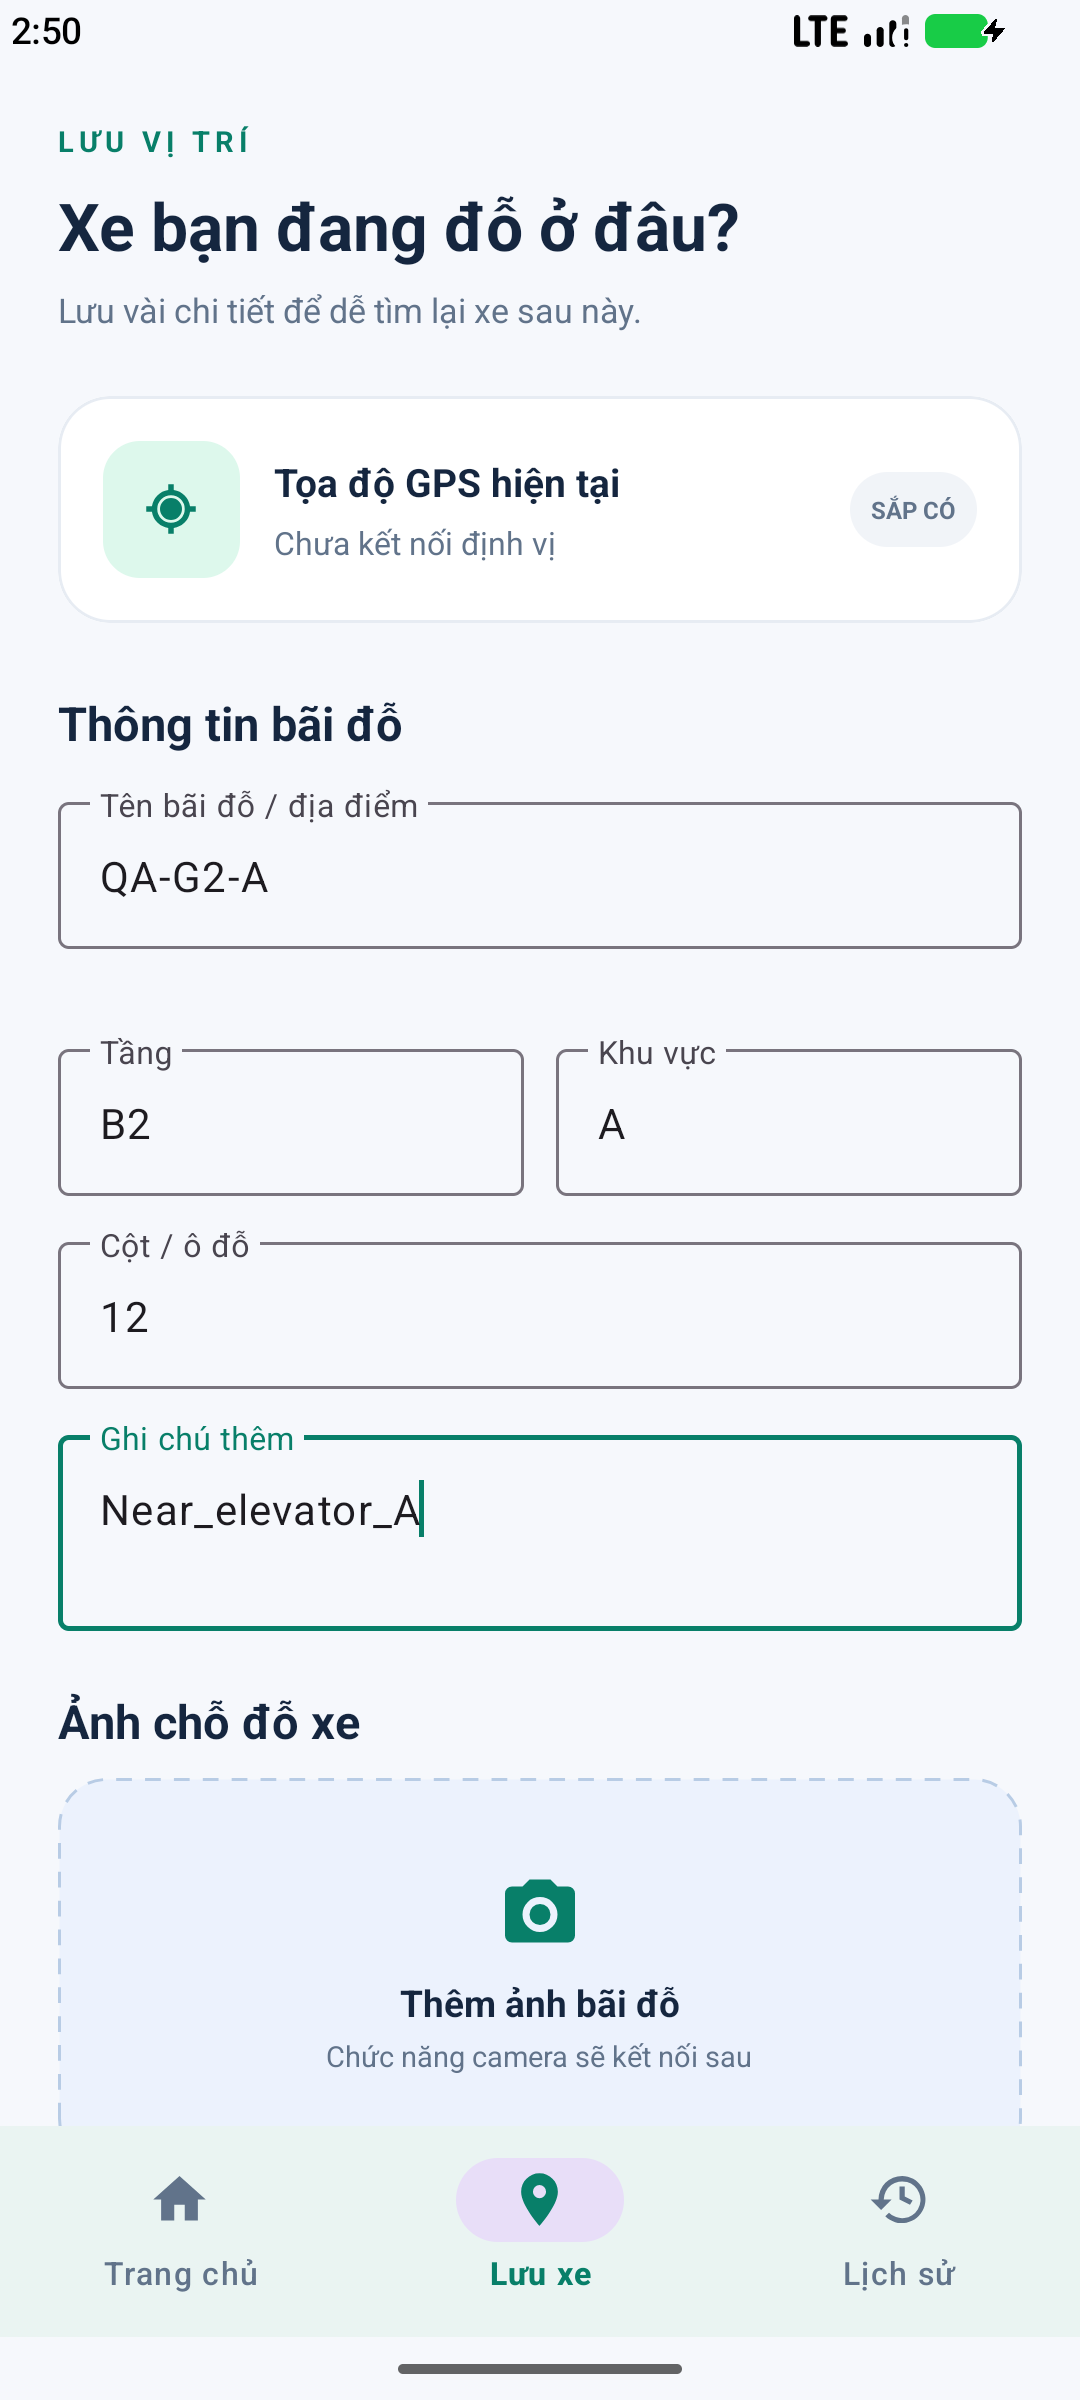 2:50
LTE
LƯU VỊ TRÍ
Xe bạn đang đỗ ở đâu?
Lưu vài chi tiết để dễ tìm lại xe sau này.
Tọa độ GPS hiện tại
Chưa kết nối định vị
SẮP CÓ
Thông tin bãi đỗ
Tên bãi đỗ / địa điểm
QA-G2-A
Tầng
B2
Khu vực
A
Cột / ô đỗ
12
Ghi chú thêm
Near_elevator_A
Ảnh chỗ đỗ xe
Thêm ảnh bãi đỗ
Chức năng camera sẽ kết nối sau
Trang chủ
Lưu xe
Lịch sử